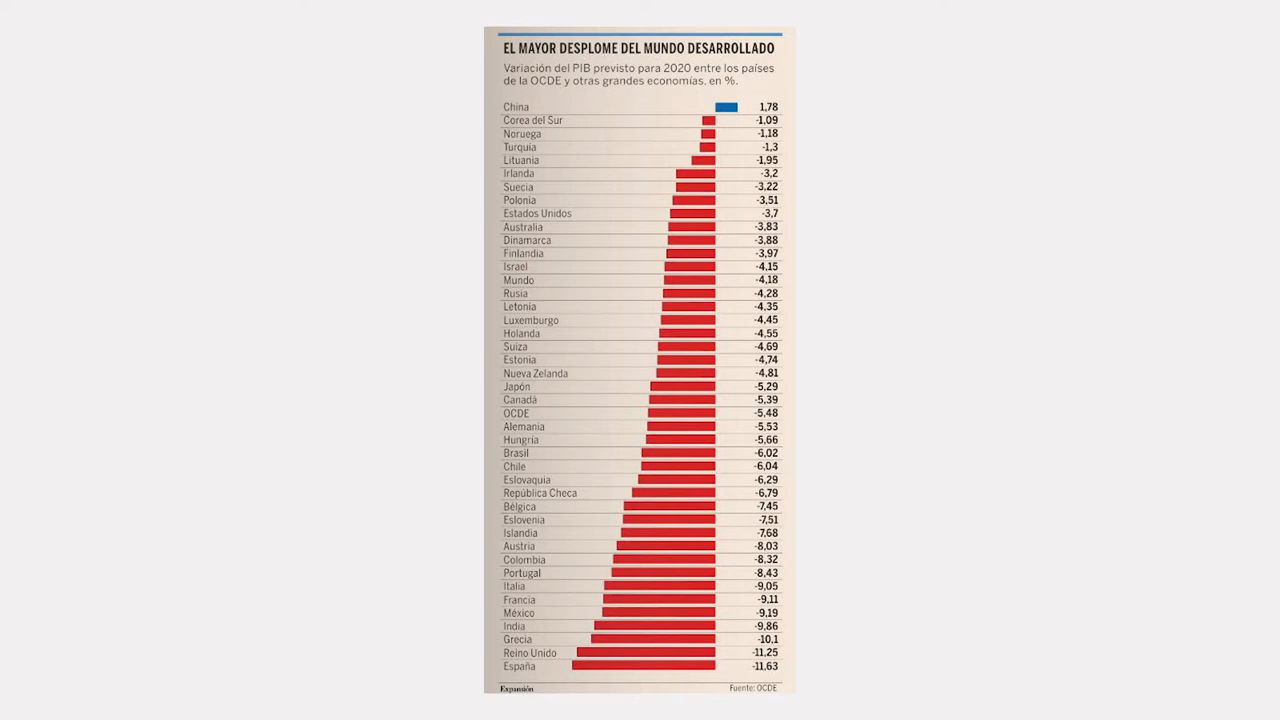 EL MAYOR DESPLOME DEL MUNDO DESARROLLADO
Variación del PIB previsto para 2020 entre los países
de la OCDE y otras grandes economías, en %.
China 1,78
Corea del Sur -1,09
Noruega -1,18
Turquía -1,3
Lituania -1,95
Irlanda -3,2
Suecia -3,22
Polonia -3,51
Estados Unidos -3,7
Australia -3,83
Dinamarca -3,88
Finlandia -3,97
Israel -4,15
Mundo -4,18
Rusia -4,28
Letonia -4,35
Luxemburgo -4,45
Holanda -4,55
Suiza -4,69
Estonia -4,74
Nueva Zelanda -4,81
Japón -5,29
Canadá -5,39
OCDE -5,48
Alemania -5,53
Hungría -5,66
Brasil -6,02
Chile -6,04
Eslovaquia -6,29
República Checa -6,79
Bélgica -7,45
Eslovenia -7,51
Islandia -7,68
Austria -8,03
Colombia -8,32
Portugal -8,43
Italia -9,05
Francia -9,11
México -9,19
India -9,86
Grecia -10,1
Reino Unido -11,25
España -11,63
Expansión Fuente: OCDE